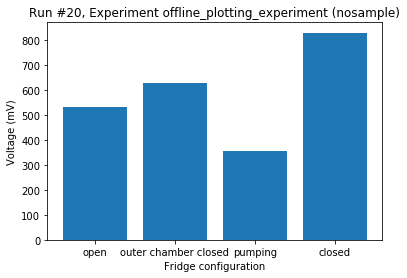 Run #20, Experiment offline_plotting_experiment (nosample)
800
700
600
500
400
300
200
100
0
Voltage (mV)
open outer chamber closed pumping closed
Fridge configuration